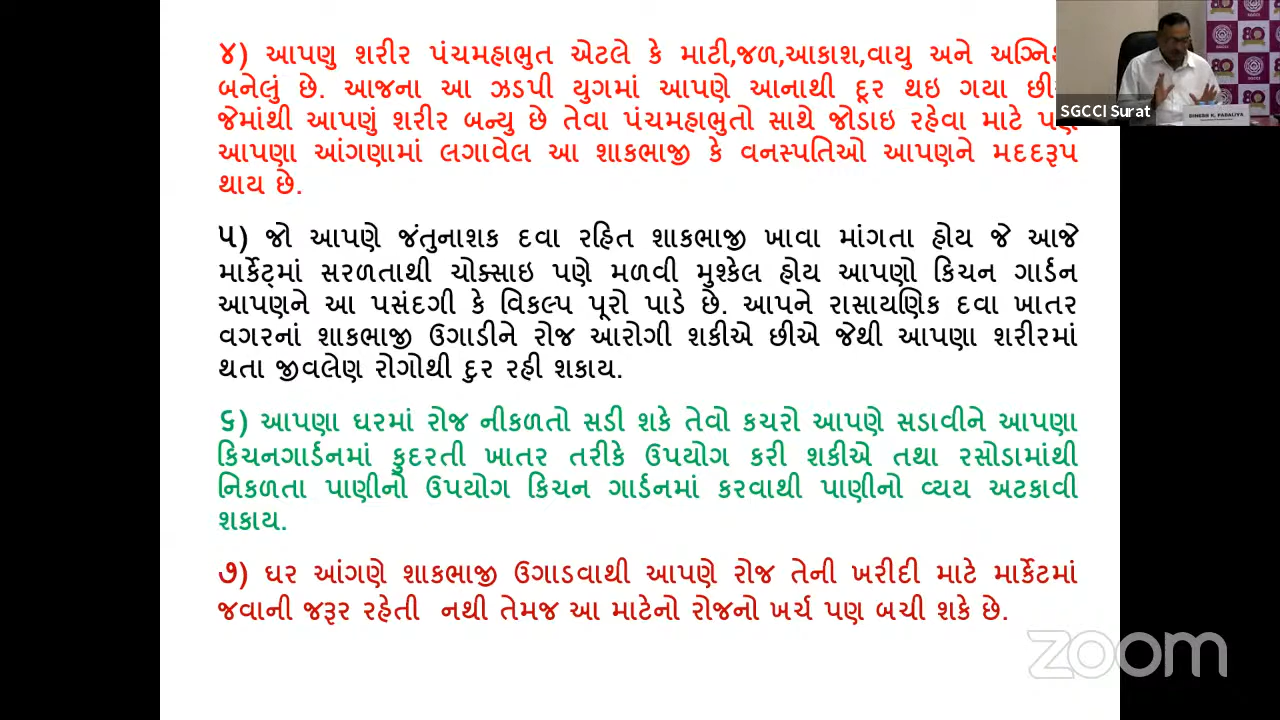 ૪) આપણુ શરીર પંચમહાભુત એટલે કે માટી,જળ,આકાશ,વાયુ અને
બનેલું છે. આજના આ ઝડપી યુગમાં આપણે આનાથી દૂર થઇ ગયા
જેમાંથી આપણું શરીર બન્યુ છે તેવા પંચમહાભુતો સાથે જોડાઇ રહેવા માટે પણ
આપણા આંગણામાં લગાવેલ આ શાકભાજી કે વનસ્પતિઓ આપણને મદદરૂપ
થાય છે.
૫) જો આપણે જંતુનાશક દવા રહિત શાકભાજી ખાવા માંગતા હોય જે આજે
માર્કેટ્માં સરળતાથી ચોક્સાઇ પણે મળવી મુશ્કેલ હોય આપણો કિચન ગાર્ડન
આપણને આ પસંદગી કે વિકલ્પ પૂરો પાડે છે. આપને રાસાયણિક દવા ખાતર
વગરનાં શાકભાજી ઉગાડીને રોજ આરોગી શકીએ છીએ જેથી આપણા શરીરમાં
થતા જીવલેણ રોગોથી દુર રહી શકાય.
૬) આપણા ઘરમાં રોજ નીકળતો સડી શકે તેવો કચરો આપણે સડાવીને આપણા
કિચનગાર્ડનમાં કુદરતી ખાતર તરીકે ઉપયોગ કરી શકીએ તથા રસોડામાંથી
નિકળતા પાણીનો ઉપયોગ કિચન ગાર્ડનમાં કરવાથી પાણીનો વ્યય અટકાવી
શકાય.
૭) ઘર આંગણે શાકભાજી ઉગાડવાથી આપણે રોજ તેની ખરીદી માટે માર્કેટમાં
જવાની જરૂર રહેતી નથી તેમજ આ માટેનો રોજનો ખર્ચ પણ બચી શકે છે.
SGCCI Surat
DINESH K. PADALIYA
zoom